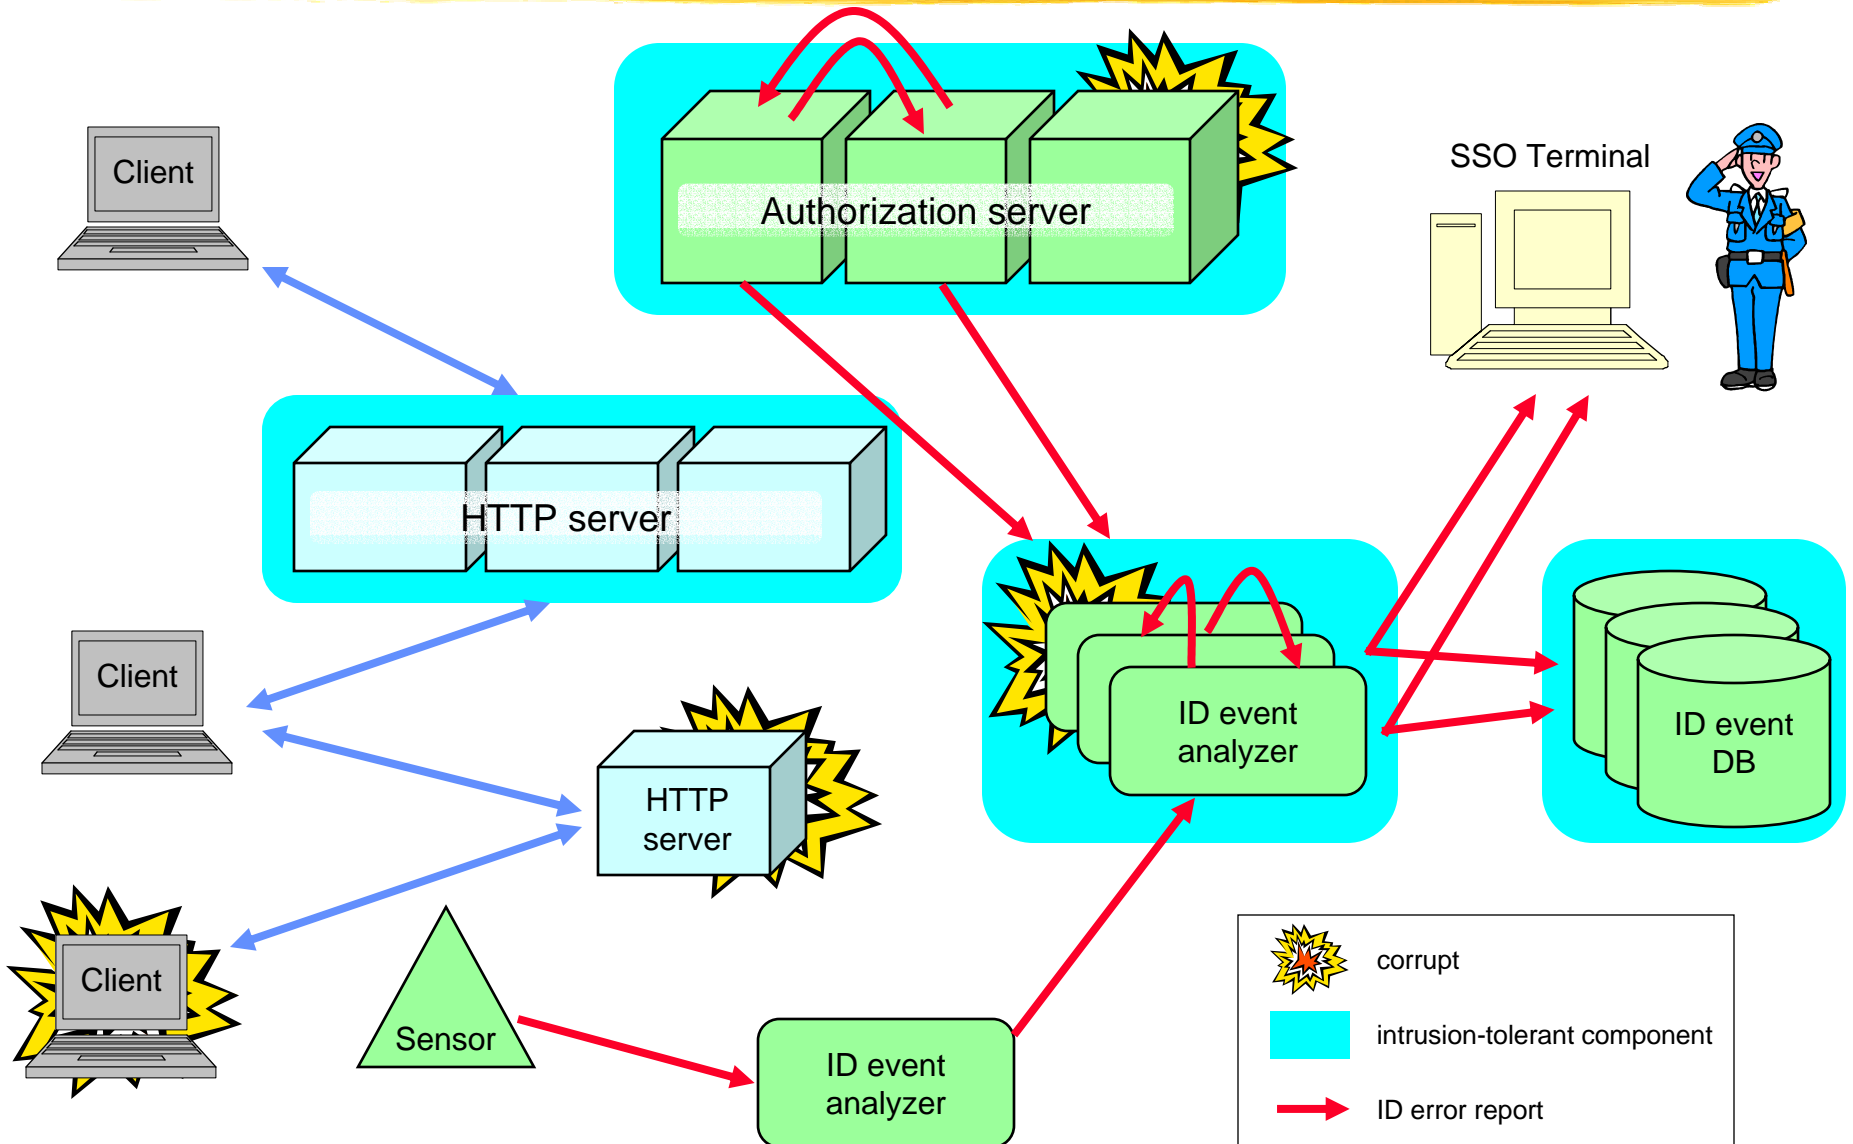 Client
Authorization server
SSO Terminal
HTTP server
Client
ID event
analyzer
ID event
DB
HTTP
server
Client
Sensor
ID event
analyzer
corrupt
intrusion-tolerant component
ID error report